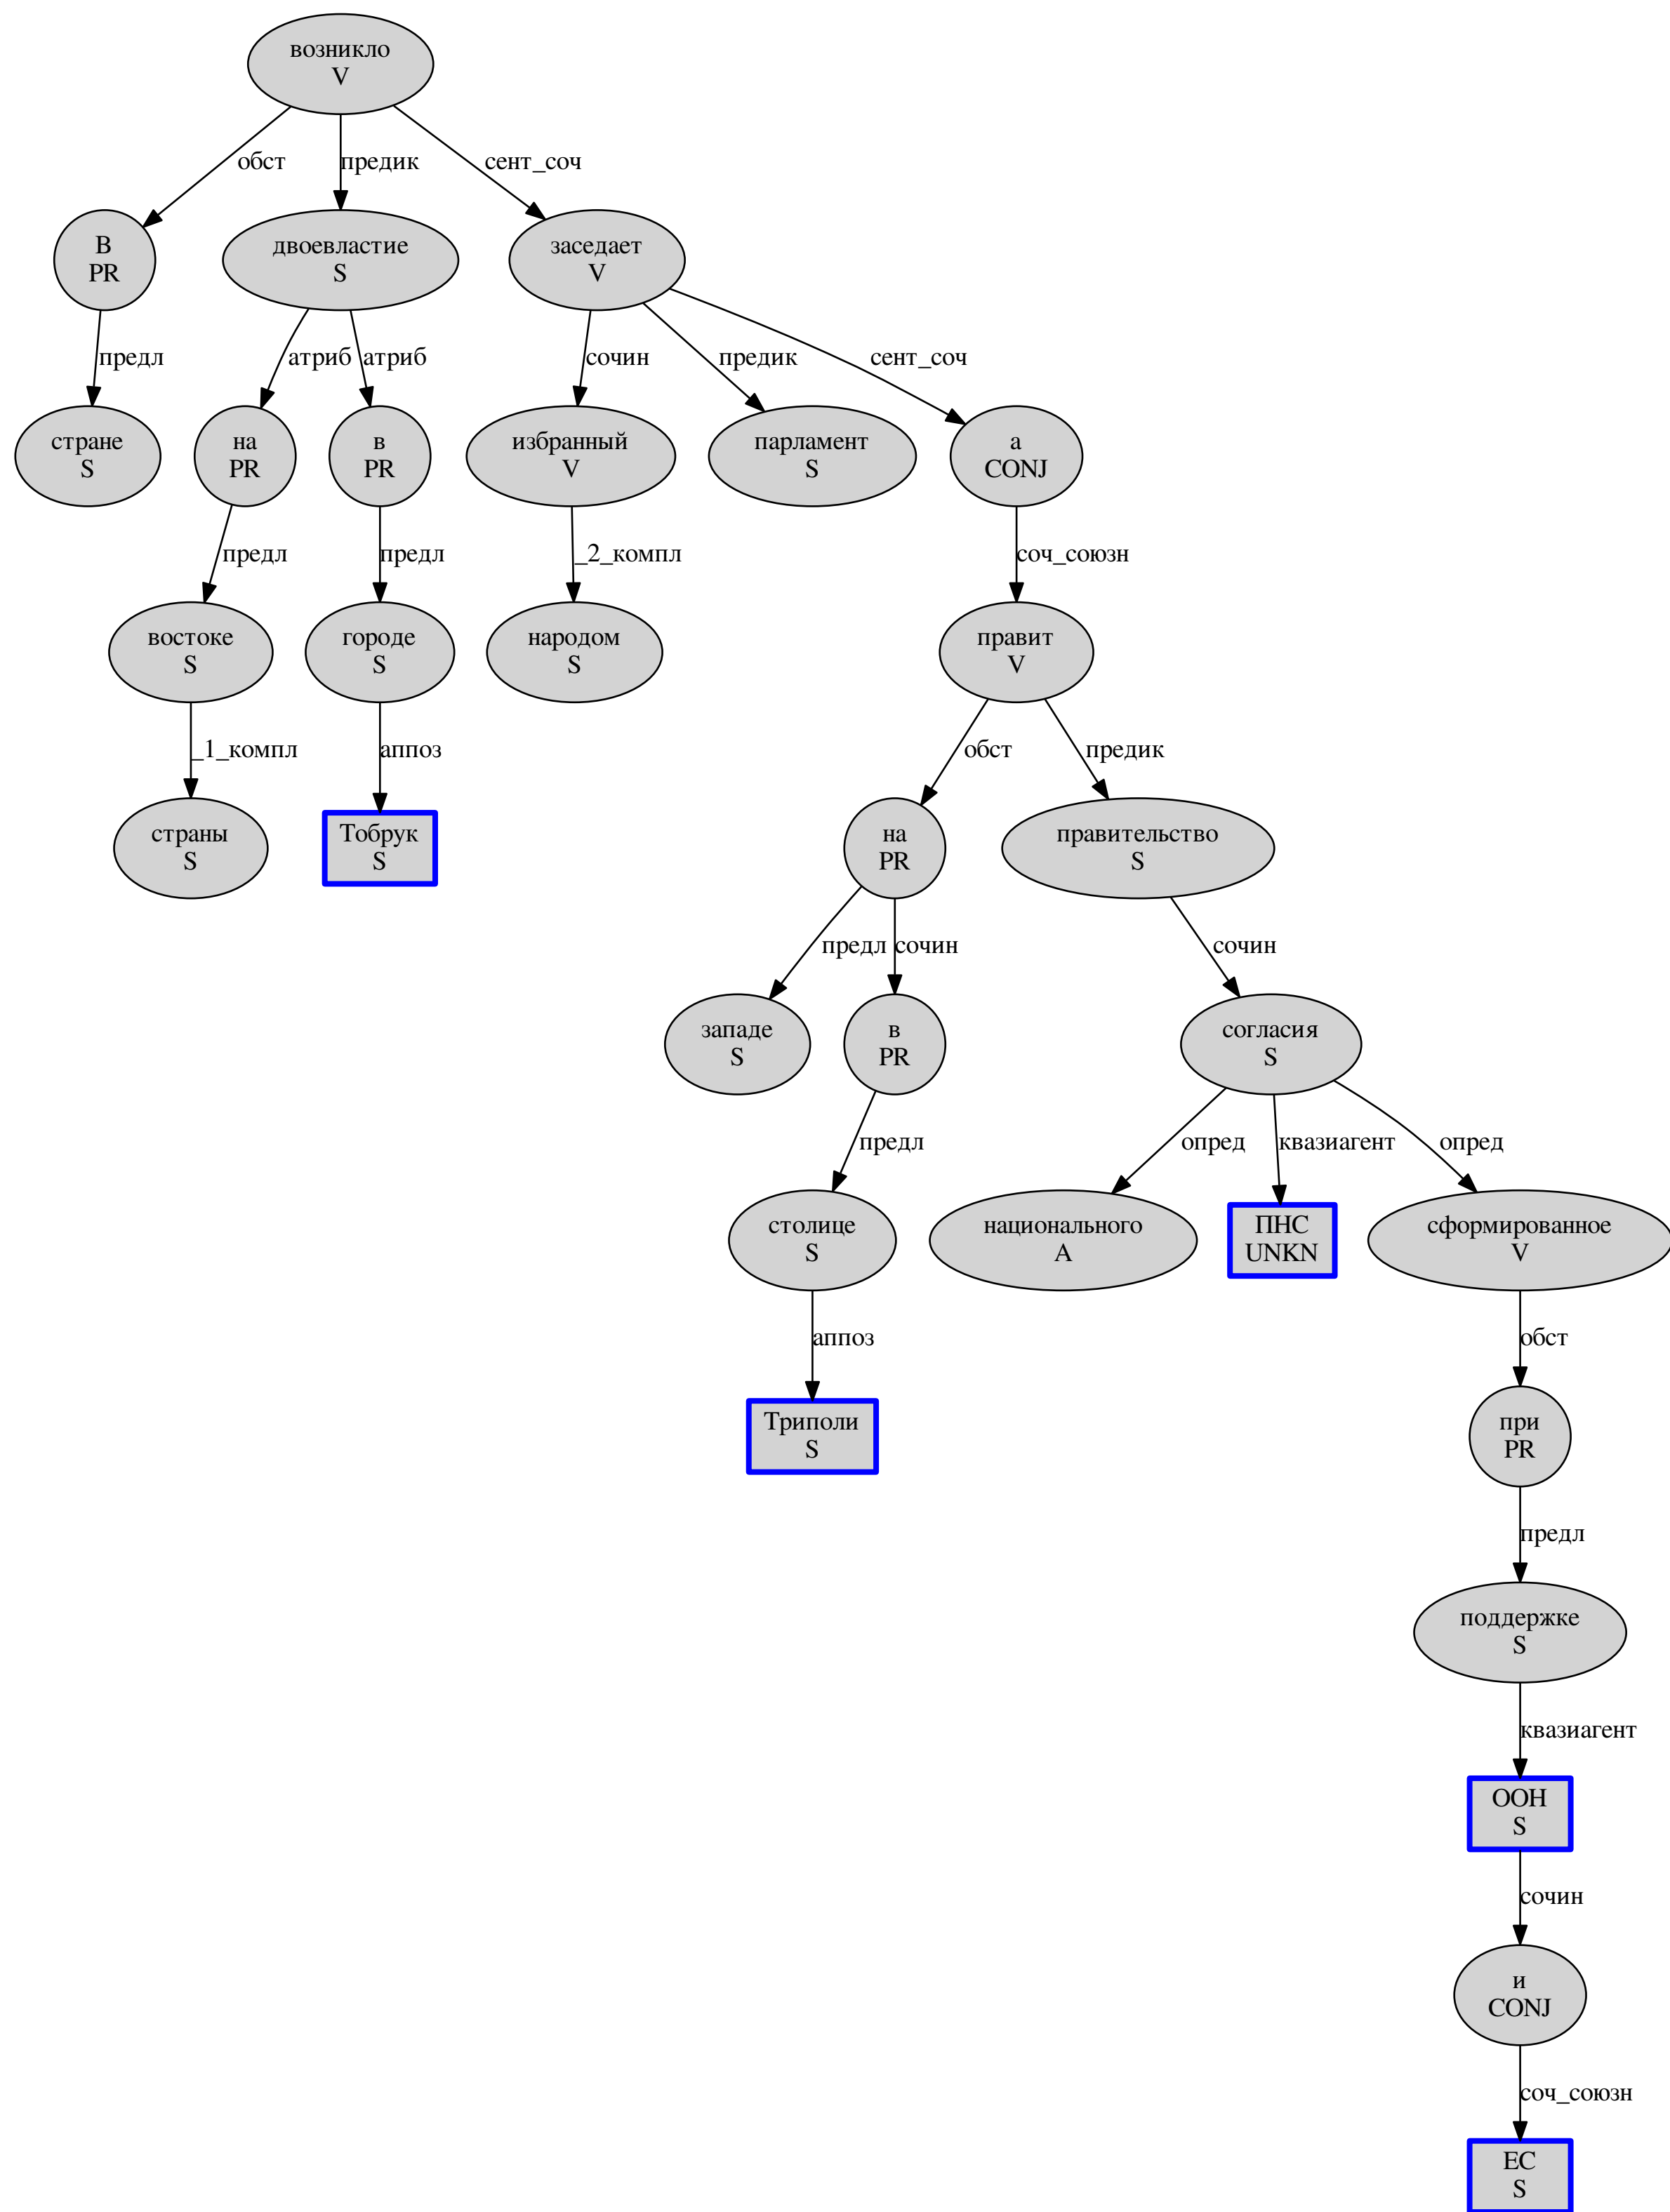 возникло
V
обст
предик
сент_соч
В
PR
двоевластие
S
заседает
V
предл
атриб
атриб
сочин
предик
сент_соч
стране
S
на
PR
в
PR
избранный
V
парламент
S
а
CONJ
предл
предл
_2_компл
соч_союзн
востоке
S
городе
S
народом
S
правит
V
_1_компл
аппоз
обст
предик
страны
S
Тобрук
S
на
PR
правительство
S
предл
сочин
сочин
западе
S
в
PR
согласия
S
предл
опред
квазиагент
опред
столице
S
национального
A
ПНС
UNKN
сформированное
V
аппоз
обст
Триполи
S
при
PR
предл
поддержке
S
квазиагент
ООН
S
сочин
и
CONJ
соч_союзн
ЕС
S